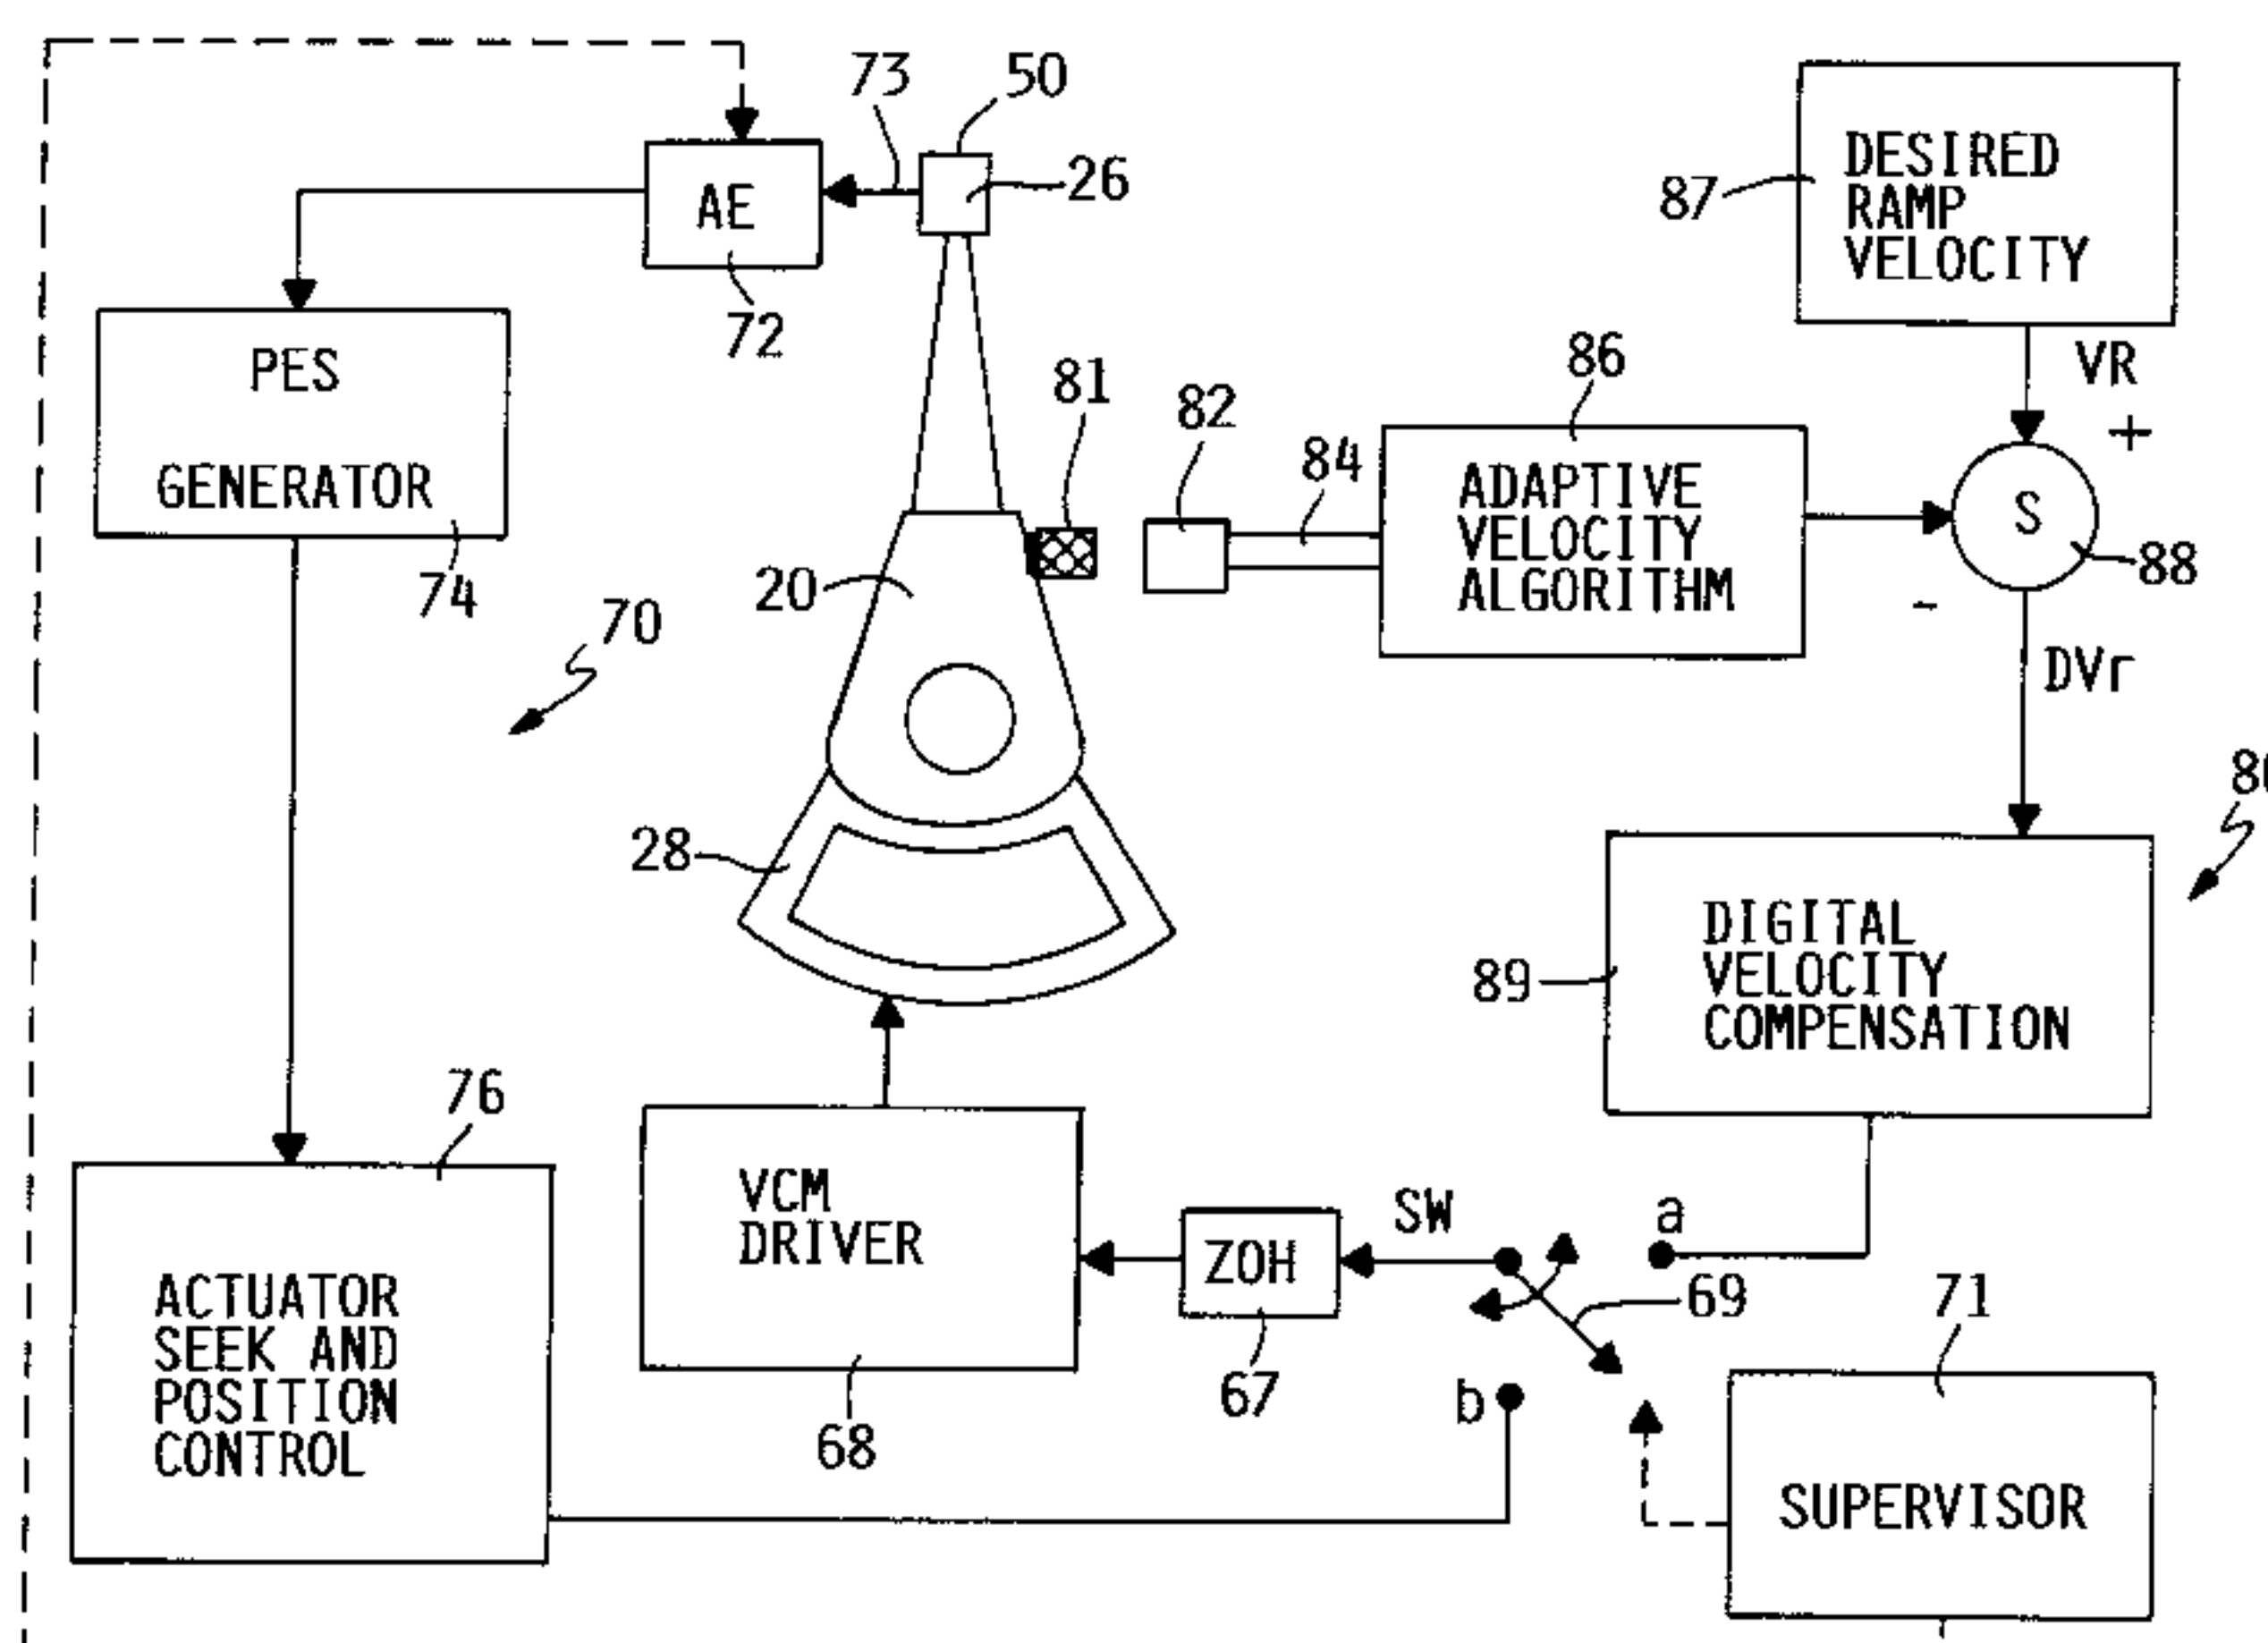 73
50
26
AE
72
87
DESIRED
RAMP
VELOCITY
VR
+
PES
GENERATOR
74
70
20
81
82
84
86
ADAPTIVE
VELOCITY
ALGORITHM
S
88
-
DVr
28
89
DIGITAL
VELOCITY
COMPENSATION
76
ACTUATOR
SEEK AND
POSITION
CONTROL
VCM
DRIVER
68
ZOH
67
SW
a
69
b
71
SUPERVISOR